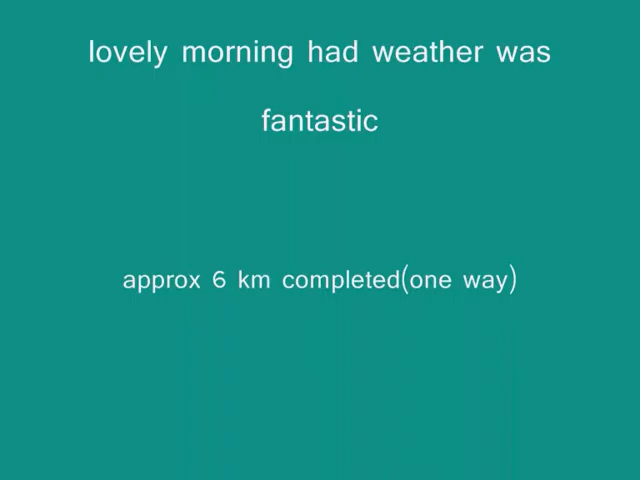 lovely morning had weather was
fantastic
approx 6 km completed(one way)